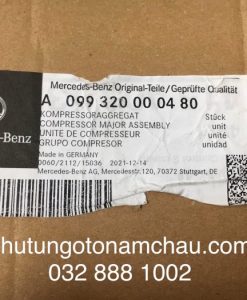 Mercedes-Benz Original-Teile/Geprüfte Qualität
A 099 320 00 04 80
KOMPRESSORAGGREGAT Stück
COMPRESSOR MAJOR ASSEMBLY unit
UNITE DE COMPRESSEUR unité
GRUPO COMPRESOR unidad
Made in GERMANY
0060/2112/15036 2021-12-14
Mercedes-Benz AG, Mercedesstr.120, 70372 Stuttgart, DE
s-Benz
hutungotonamchau.com
032 888 1002